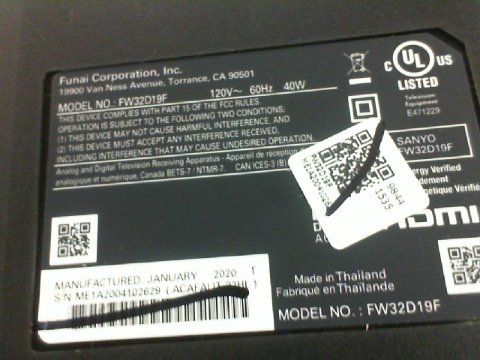 Funai Corporation, Inc.
19900 Van Ness Avenue, Torrance, CA 90501
MODEL NO.: FW32D19F 120V~ 60Hz 40W
THIS DEVICE COMPLIES WITH PART 15 OF THE FCC RULES
OPERATION IS SUBJECT TO THE FOLLOWING TWO CONDITIONS:
(1) THIS DEVICE MAY NOT CAUSE HARMFUL INTERFERENCE, AND
(2) THIS DEVICE MUST ACCEPT ANY INTERFERENCE RECEIVED,
INCLUDING INTERFERENCE THAT MAY CAUSE UNDESIRED OPERATION.
Analog and Digital Television Receiving Apparatus - Appareil de réception
analogique et numérique, Canada BETS-7 / NTMR-7. CAN ICES-3 (B)
C UL US
LISTED
Television
Equipment
E471229
SANYO
FW32D19F
9844
1535
HDMI
MANUFACTURED: JANUARY 2020 T
S/N ME1A2004102629
Made in Thailand
Fabriqué en Thaïlande
MODEL NO.: FW32D19F